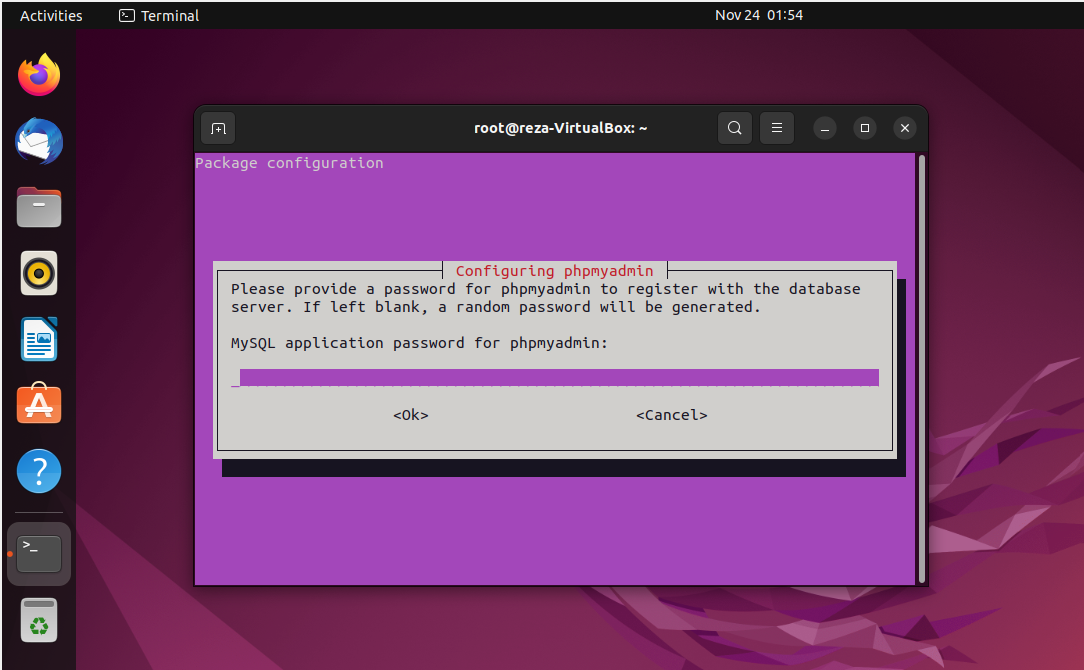 Activities
Terminal
Nov 24 01:54
root@reza-VirtualBox: ~
Package configuration
Configuring phpmyadmin
Please provide a password for phpmyadmin to register with the database
server. If left blank, a random password will be generated.
MySQL application password for phpmyadmin:
<Ok>
<Cancel>